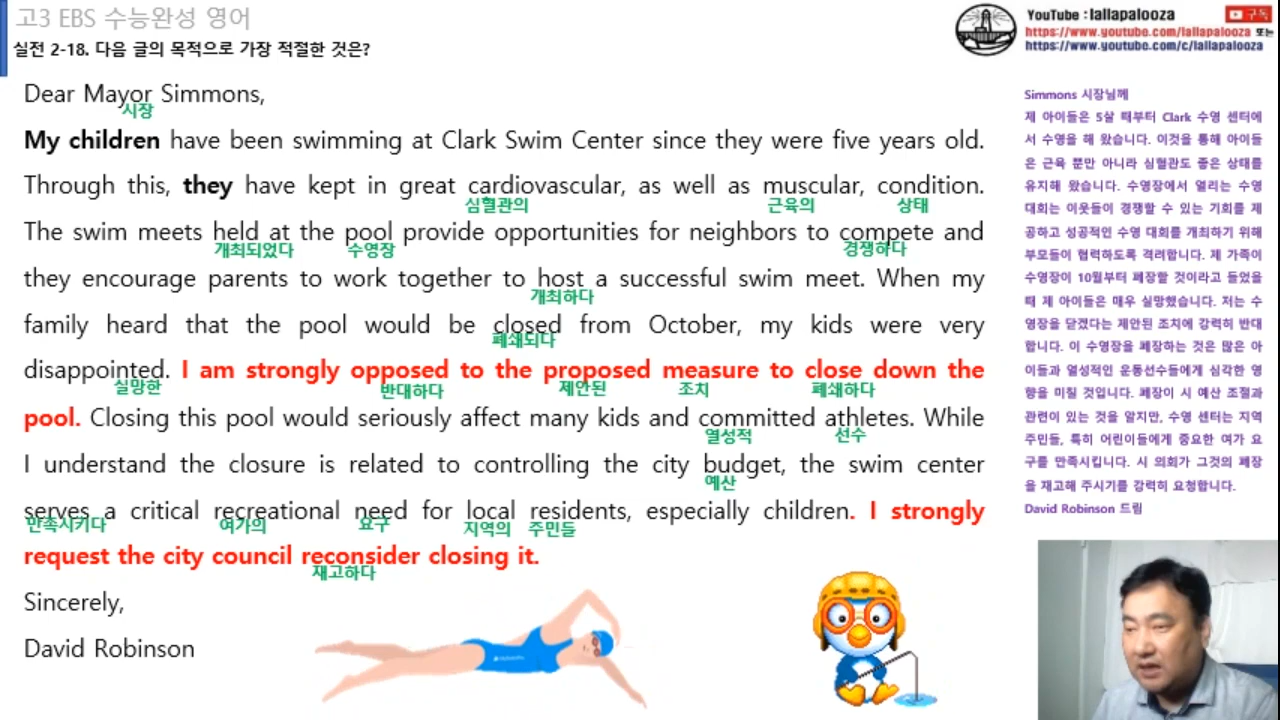 고3 EBS 수능완성 영어
실전 2-18. 다음 글의 목적으로 가장 적절한 것은?
YouTube : lallapalooza
구독
https://www.youtube.com/lallapalooza 또는
https://www.youtube.com/c/lallapalooza
Dear Mayor Simmons,
시장
My children have been swimming at Clark Swim Center since they were five years old.
Through this, they have kept in great cardiovascular, as well as muscular, condition.
심혈관의 근육의 상태
The swim meets held at the pool provide opportunities for neighbors to compete and
개최되었다 수영장 경쟁하다
they encourage parents to work together to host a successful swim meet. When my
개최하다
family heard that the pool would be closed from October, my kids were very
폐쇄되다
disappointed. I am strongly opposed to the proposed measure to close down the
실망한 반대하다 제안된 조치 폐쇄하다
pool. Closing this pool would seriously affect many kids and committed athletes. While
열성적 선수
I understand the closure is related to controlling the city budget, the swim center
예산
serves a critical recreational need for local residents, especially children. I strongly
만족시키다 여가의 요구 지역의 주민들
request the city council reconsider closing it.
재고하다
Sincerely,
David Robinson
Simmons 시장님께
제 아이들은 5살 때부터 Clark 수영 센터에
서 수영을 해 왔습니다. 이것을 통해 아이들
은 근육 뿐만 아니라 심혈관도 좋은 상태를
유지해 왔습니다. 수영장에서 열리는 수영
대회는 이웃들이 경쟁할 수 있는 기회를 제
공하고 성공적인 수영 대회를 개최하기 위해
부모들이 협력하도록 격려합니다. 제 가족이
수영장이 10월부터 폐장할 것이라고 들었을
때 제 아이들은 매우 실망했습니다. 저는 수
영장을 닫겠다는 제안된 조치에 강력히 반대
합니다. 이 수영장을 폐장하는 것은 많은 아
이들과 열성적인 운동선수들에게 심각한 영
향을 미칠 것입니다. 폐장이 시 예산 조절과
관련이 있는 것을 알지만, 수영 센터는 지역
주민들, 특히 어린이들에게 중요한 여가 요
구를 만족시킵니다. 시 의회가 그것의 폐장
을 재고해 주시기를 강력히 요청합니다.
David Robinson 드림